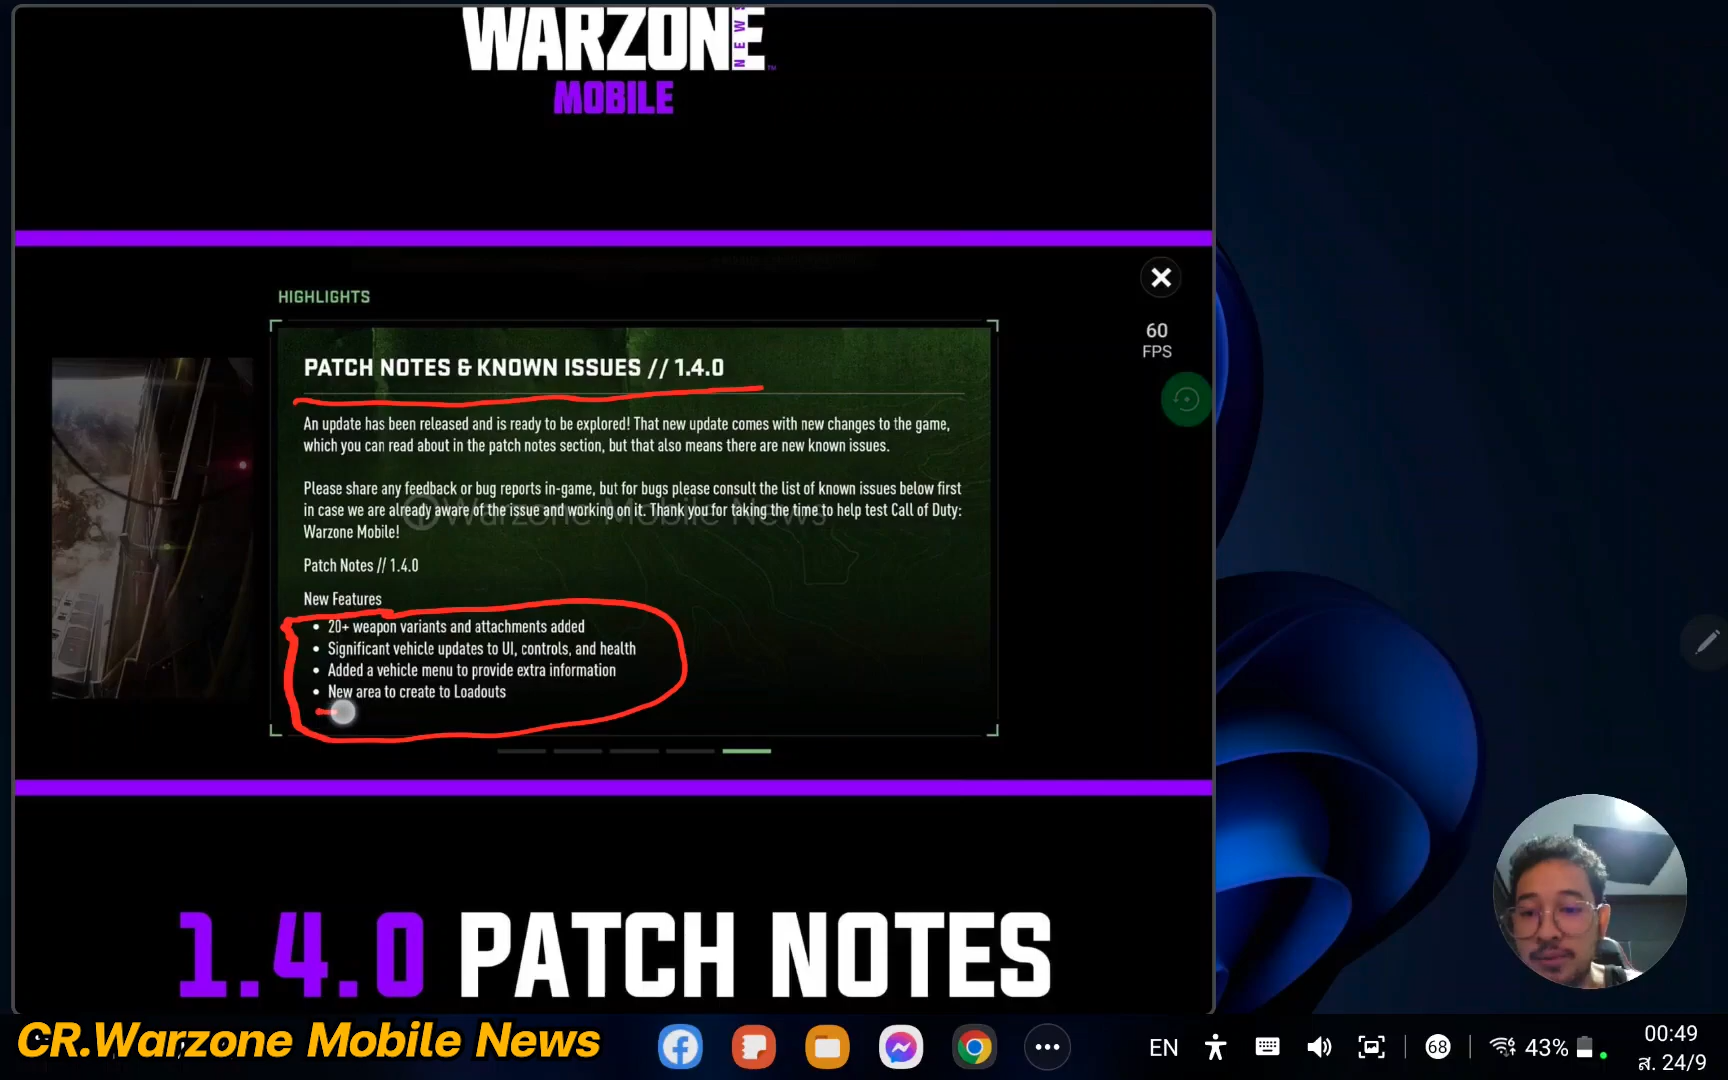 WARZONE
NEWS
MOBILE
HIGHLIGHTS
60
FPS
PATCH NOTES & KNOWN ISSUES // 1.4.0
An update has been released and is ready to be explored! That new update comes with new changes to the game,
which you can read about in the patch notes section, but that also means there are new known issues.
Please share any feedback or bug reports in-game, but for bugs please consult the list of known issues below first
in case we are already aware of the issue and working on it. Thank you for taking the time to help test Call of Duty:
Warzone Mobile!
Warzone Mobile News
Patch Notes // 1.4.0
New Features
• 20+ weapon variants and attachments added
• Significant vehicle updates to UI, controls, and health
• Added a vehicle menu to provide extra information
• New area to create to Loadouts
1.4.0 PATCH NOTES
CR.Warzone Mobile News
EN
68
43%
00:49
ส. 24/9